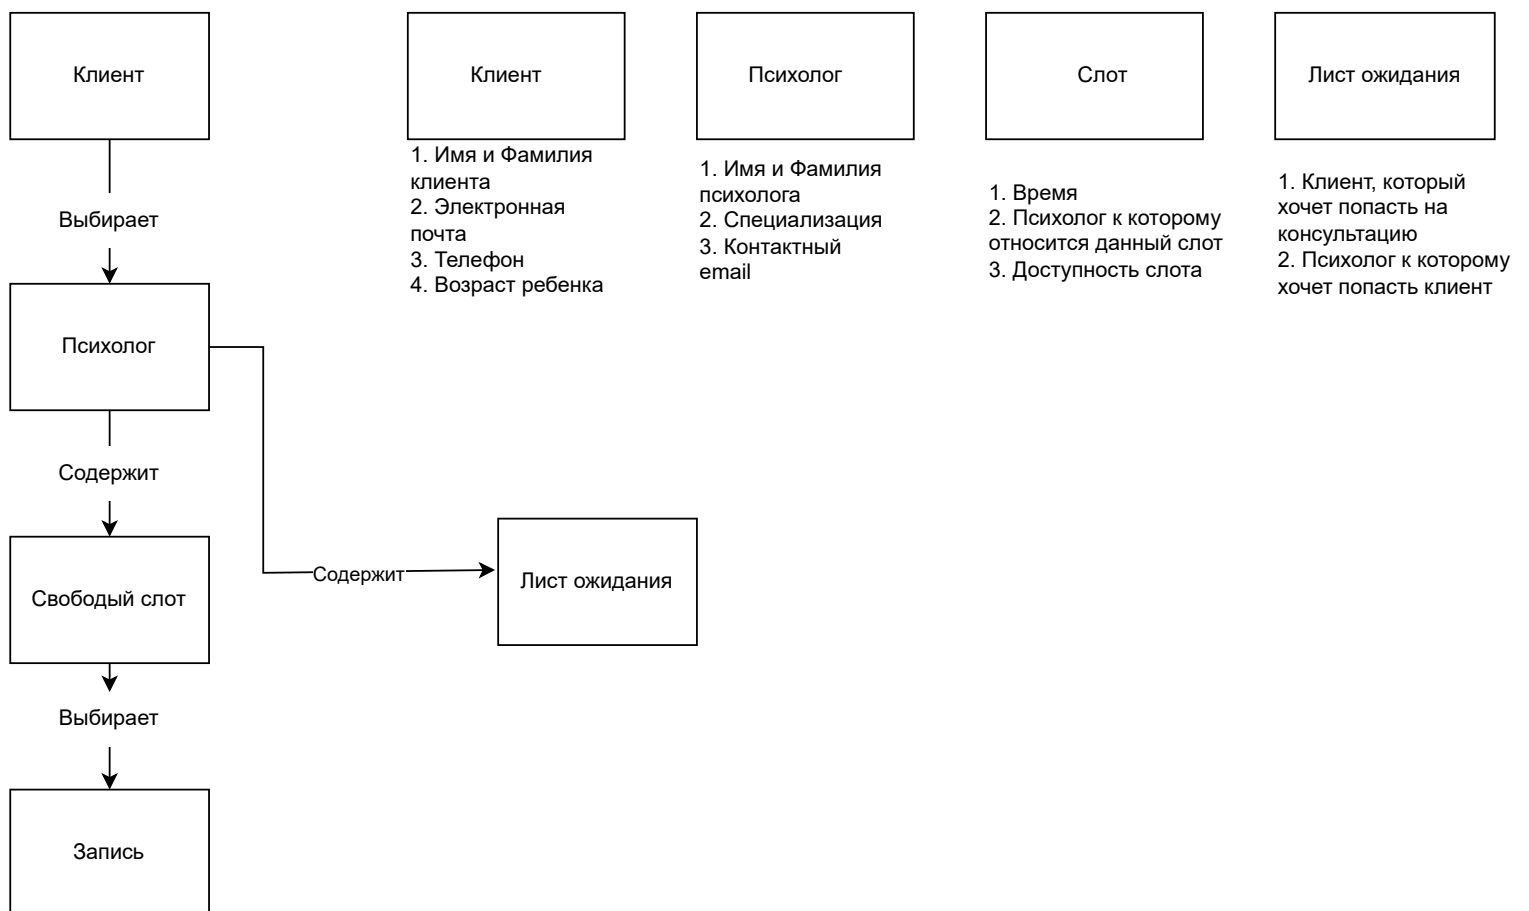 Клиент
Клиент
Психолог
Слот
Лист ожидания
1. Имя и Фамилия
клиента
2. Электронная
почта
3. Телефон
4. Возраст ребенка
1. Имя и Фамилия
психолога
2. Специализация
3. Контактный
email
1. Время
2. Психолог к которому
относится данный слот
3. Доступность слота
1. Клиент, который
хочет попасть на
консультацию
2. Психолог к которому
хочет попасть клиент
Выбирает
Психолог
Содержит
Содержит
Лист ожидания
Свободый слот
Выбирает
Запись